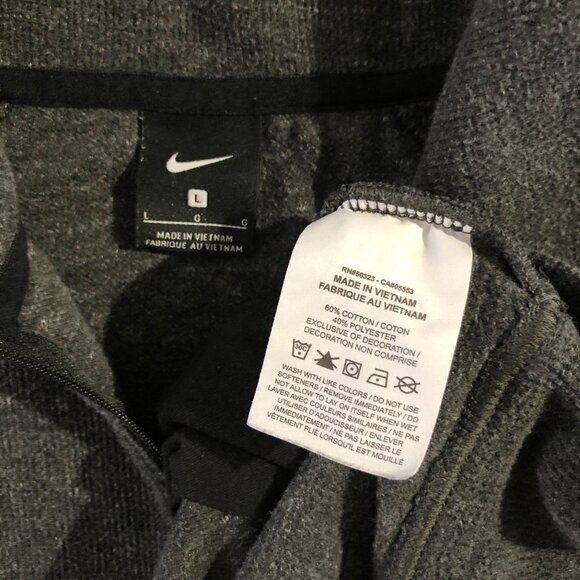 L
L G G
MADE IN VIETNAM
FABRIQUE AU VIETNAM
RN#56323 - CA#05553
MADE IN VIETNAM
FABRIQUE AU VIETNAM
60% COTTON / COTON
40% POLYESTER
EXCLUSIVE OF DECORATION /
DECORATION NON COMPRISE
30C
WASH WITH LIKE COLORS / DO NOT USE
SOFTENERS / REMOVE IMMEDIATELY / DO
NOT ALLOW TO LAY ON ITSELF WHEN WET
LAVER AVEC COULEURS SIMILAIRES / NE PAS
UTILISER D'ADOUCISSEUR / ENLEVER
IMMÉDIATEMENT / NE PAS LAISSER LE
VÊTEMENT PLIÉ LORSQU'IL EST MOUILLÉ